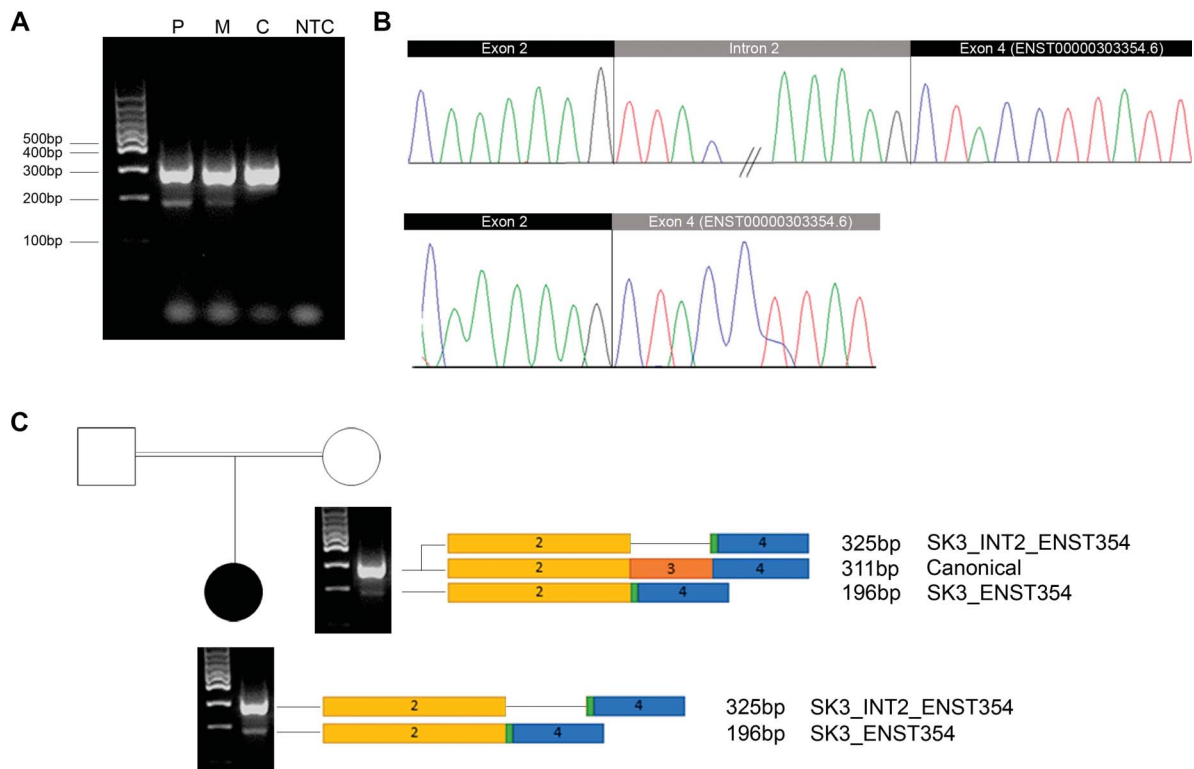 A
P M C NTC
500bp
400bp
300bp
200bp
100bp
B
Exon 2 Intron 2 Exon 4 (ENST00000303354.6)
//
Exon 2 Exon 4 (ENST00000303354.6)
C
2 4 325bp SK3_INT2_ENST354
2 3 4 311bp Canonical
2 4 196bp SK3_ENST354
2 4 325bp SK3_INT2_ENST354
2 4 196bp SK3_ENST354